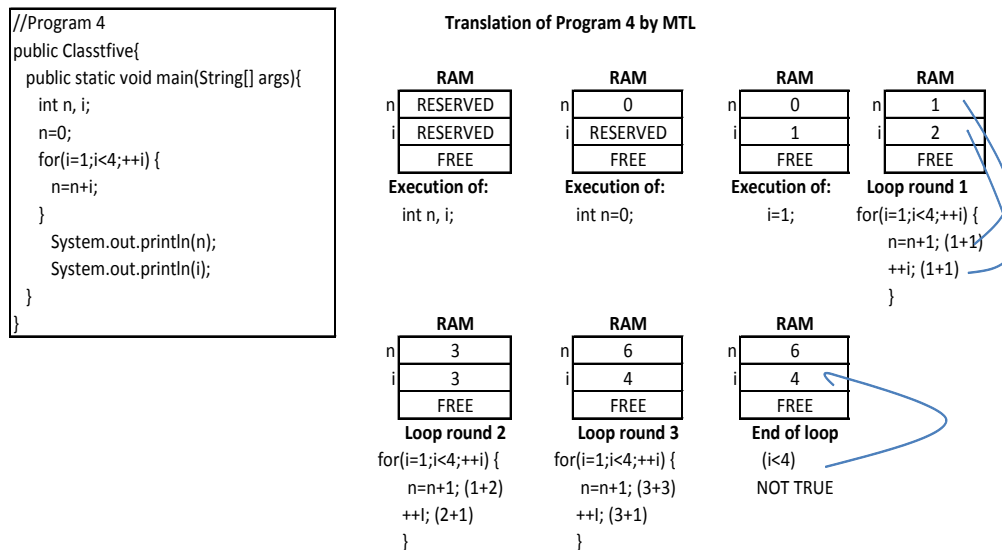 //Program 4
public Classtfive{
public static void main(String[] args){
int n, i;
n=0;
for(i=1;i<4;++i) {
n=n+i;
}
System.out.println(n);
System.out.println(i);
}
}
Translation of Program 4 by MTL
RAM
n RESERVED
i RESERVED
FREE
Execution of:
int n, i;
RAM
n 0
i RESERVED
FREE
Execution of:
int n=0;
RAM
n 0
i 1
FREE
Execution of:
i=1;
RAM
n 1
i 2
FREE
Loop round 1
for(i=1;i<4;++i) {
n=n+1; (1+1)
++i; (1+1)
}
RAM
n 3
i 3
FREE
Loop round 2
for(i=1;i<4;++i) {
n=n+1; (1+2)
++I; (2+1)
}
RAM
n 6
i 4
FREE
Loop round 3
for(i=1;i<4;++i) {
n=n+1; (3+3)
++I; (3+1)
}
RAM
n 6
i 4
FREE
End of loop
(i<4)
NOT TRUE